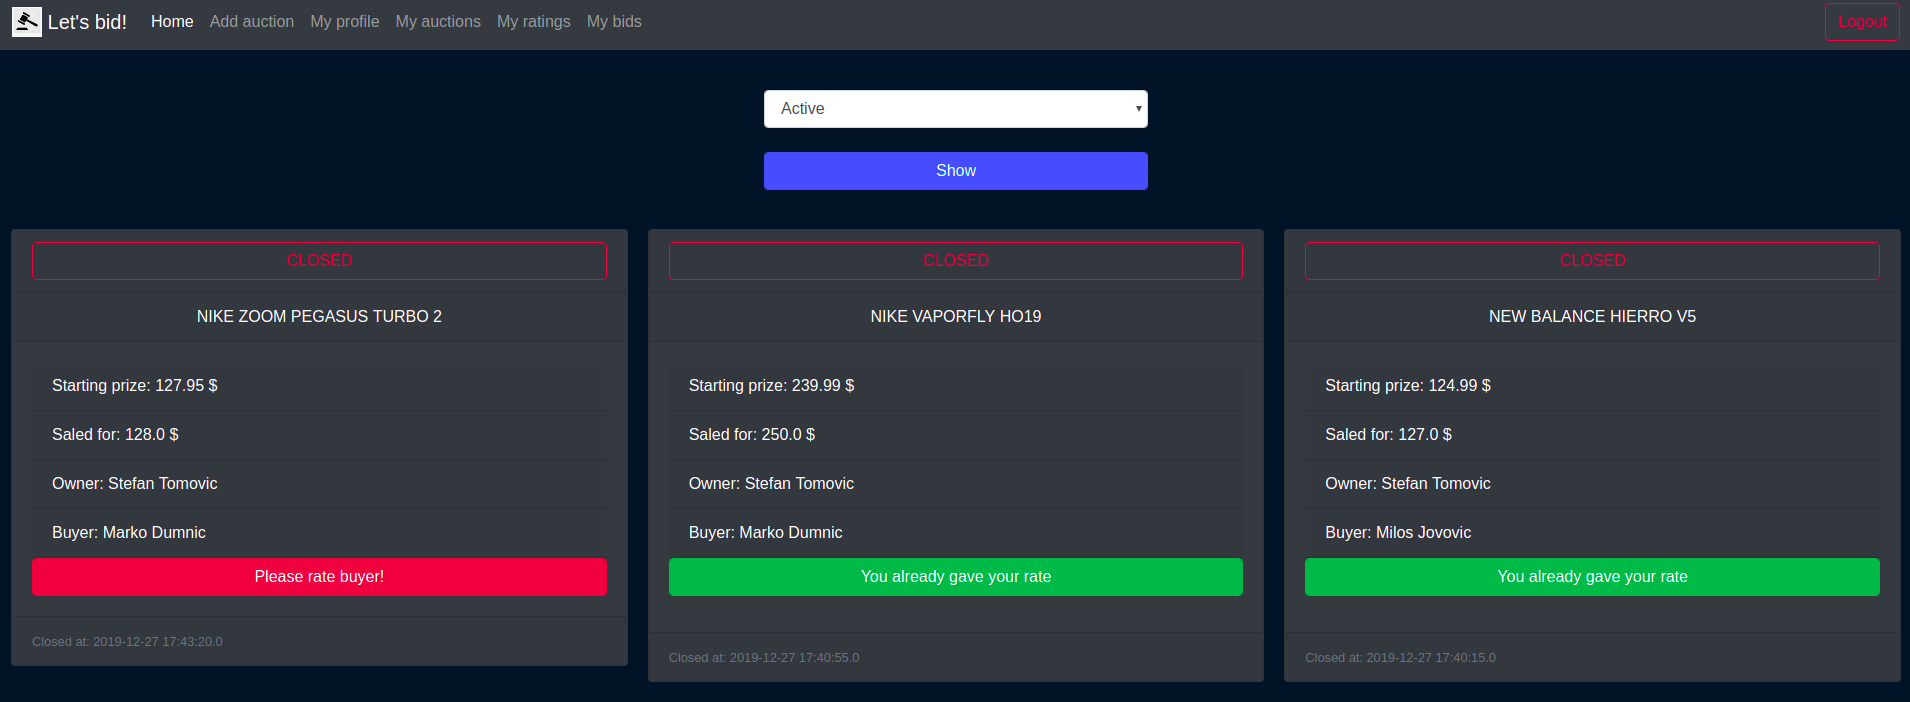 Let's bid! Home Add auction My profile My auctions My ratings My bids Logout
Active
Show
CLOSED
NIKE ZOOM PEGASUS TURBO 2
Starting prize: 127.95 $
Saled for: 128.0 $
Owner: Stefan Tomovic
Buyer: Marko Dumnic
Please rate buyer!
Closed at: 2019-12-27 17:43:20.0
CLOSED
NIKE VAPORFLY HO19
Starting prize: 239.99 $
Saled for: 250.0 $
Owner: Stefan Tomovic
Buyer: Marko Dumnic
You already gave your rate
Closed at: 2019-12-27 17:40:55.0
CLOSED
NEW BALANCE HIERRO V5
Starting prize: 124.99 $
Saled for: 127.0 $
Owner: Stefan Tomovic
Buyer: Milos Jovovic
You already gave your rate
Closed at: 2019-12-27 17:40:15.0